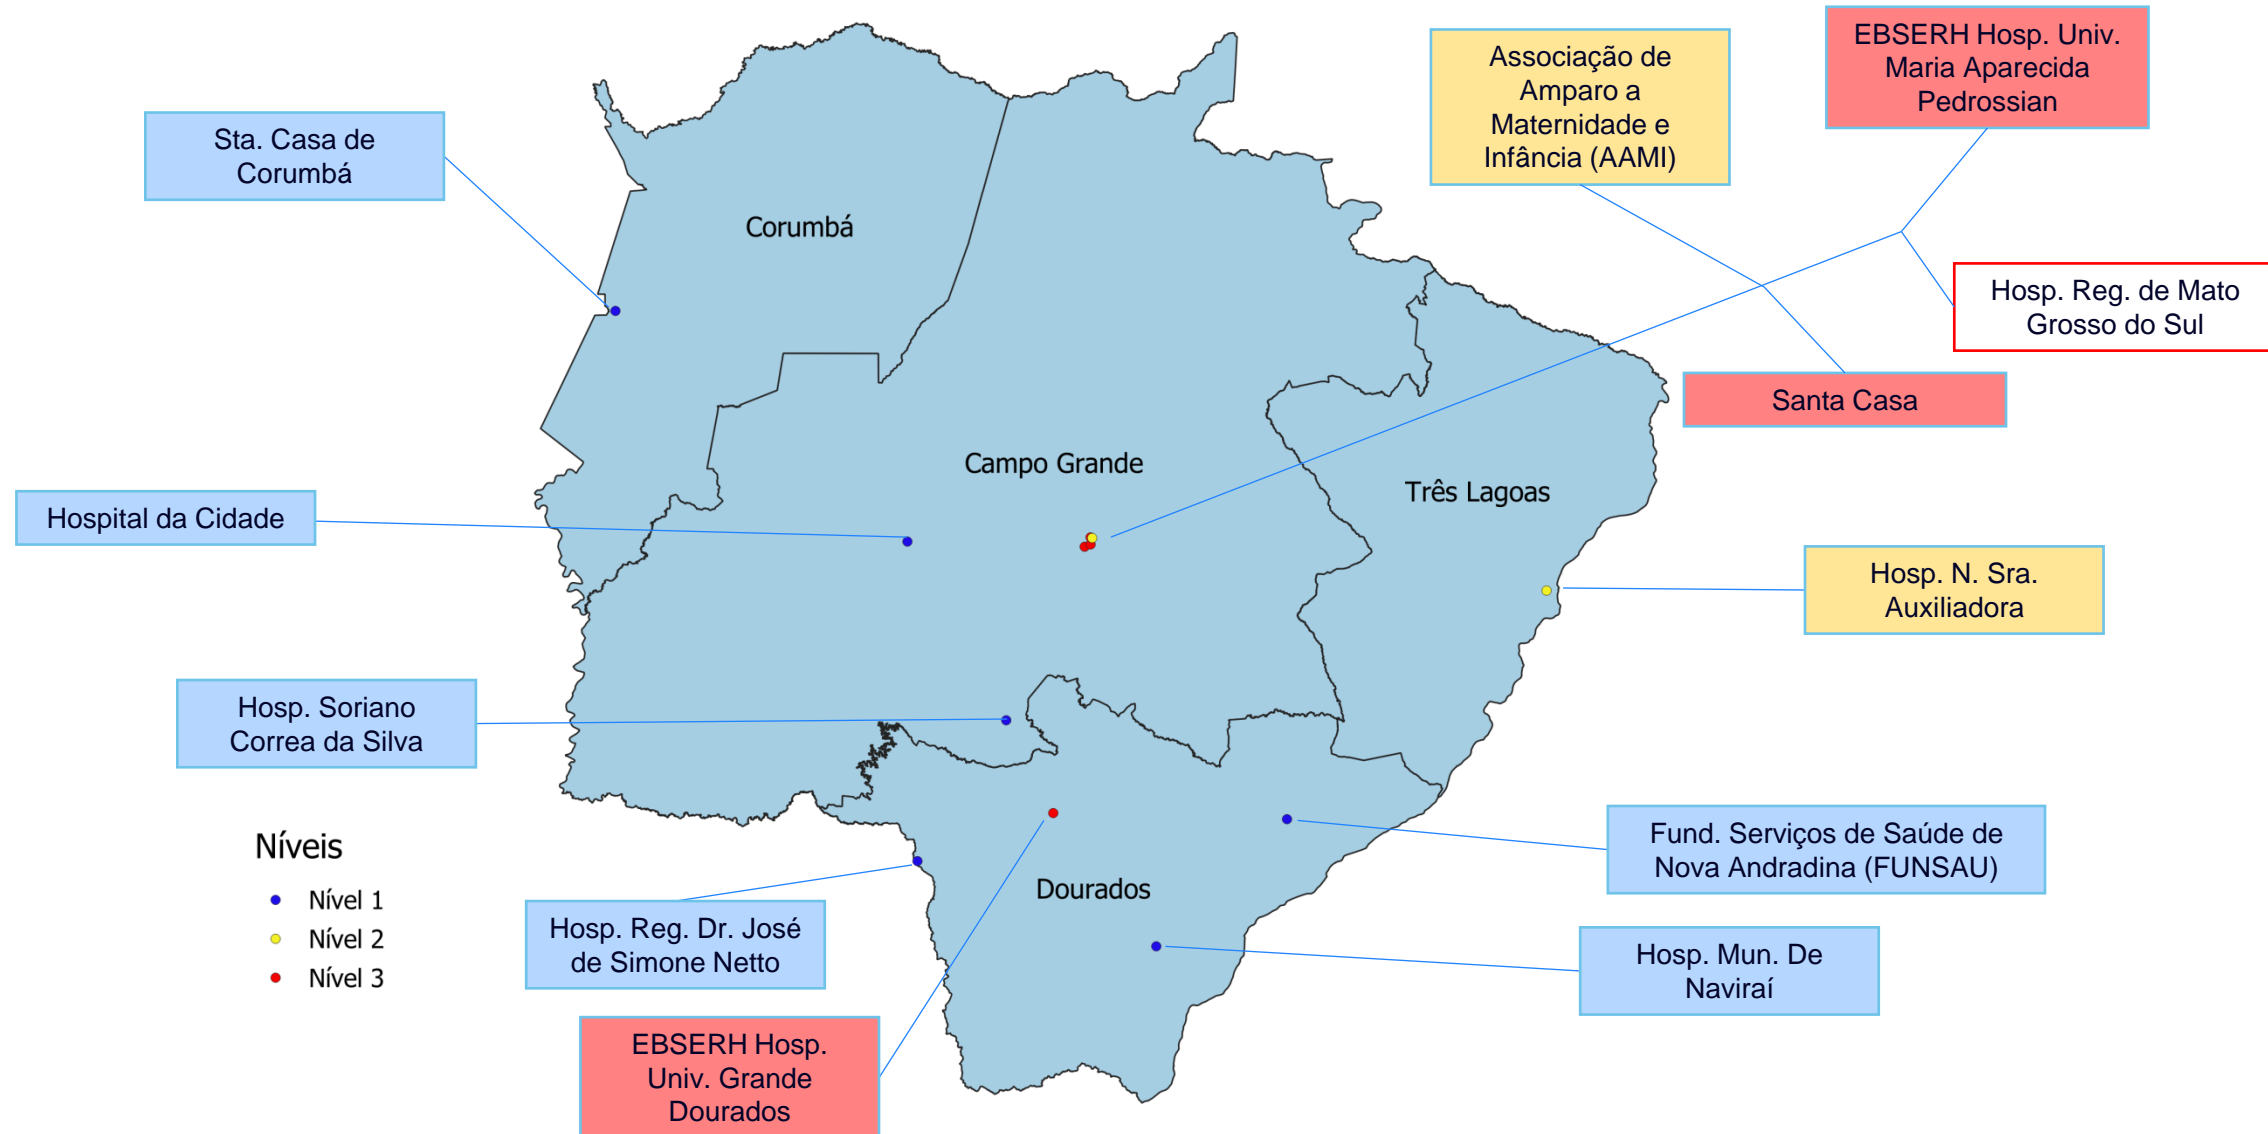 EBSERH Hosp. Univ.
Maria Aparecida
Pedrossian
Associação de
Amparo a
Maternidade e
Infância (AAMI)
Sta. Casa de
Corumbá
Corumbá
Hosp. Reg. de Mato
Grosso do Sul
Santa Casa
Campo Grande
Três Lagoas
Hospital da Cidade
Hosp. N. Sra.
Auxiliadora
Hosp. Soriano
Correa da Silva
Níveis
Nível 1
Nível 2
Nível 3
Fund. Serviços de Saúde de
Nova Andradina (FUNSAU)
Dourados
Hosp. Reg. Dr. José
de Simone Netto
Hosp. Mun. De
Naviraí
EBSERH Hosp.
Univ. Grande
Dourados